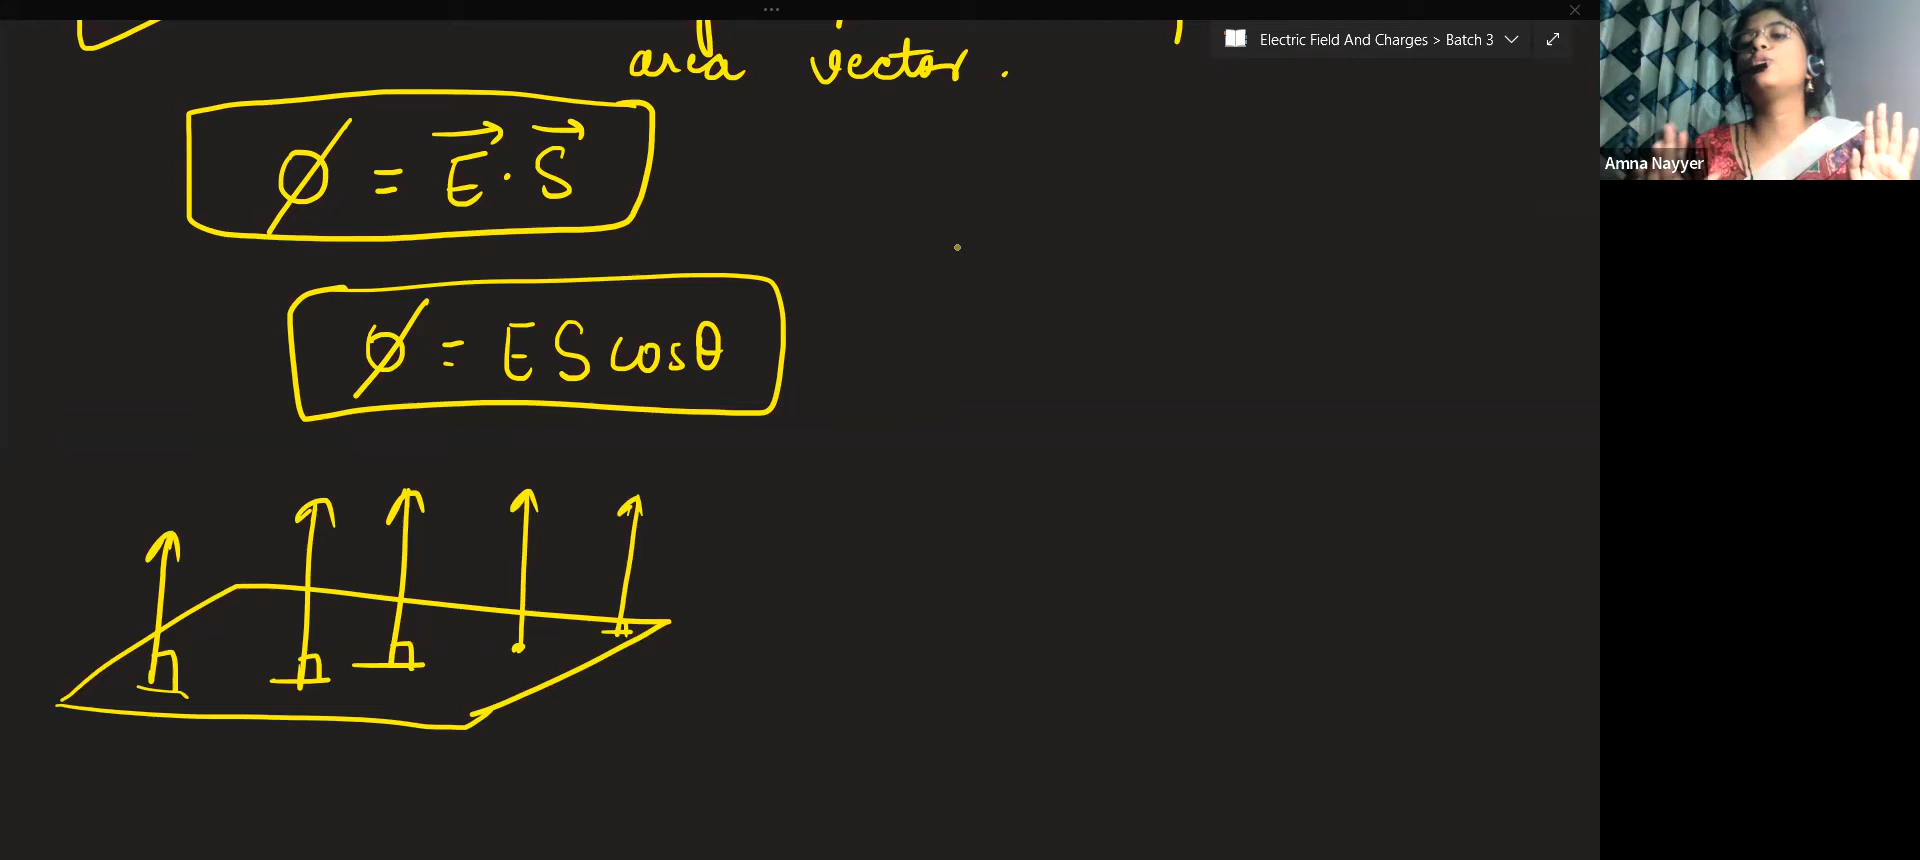 Electric Field And Charges > Batch 3
area vector.
Amna Nayyer
∅ = E⃗ · S⃗
∅ = E S cosθ